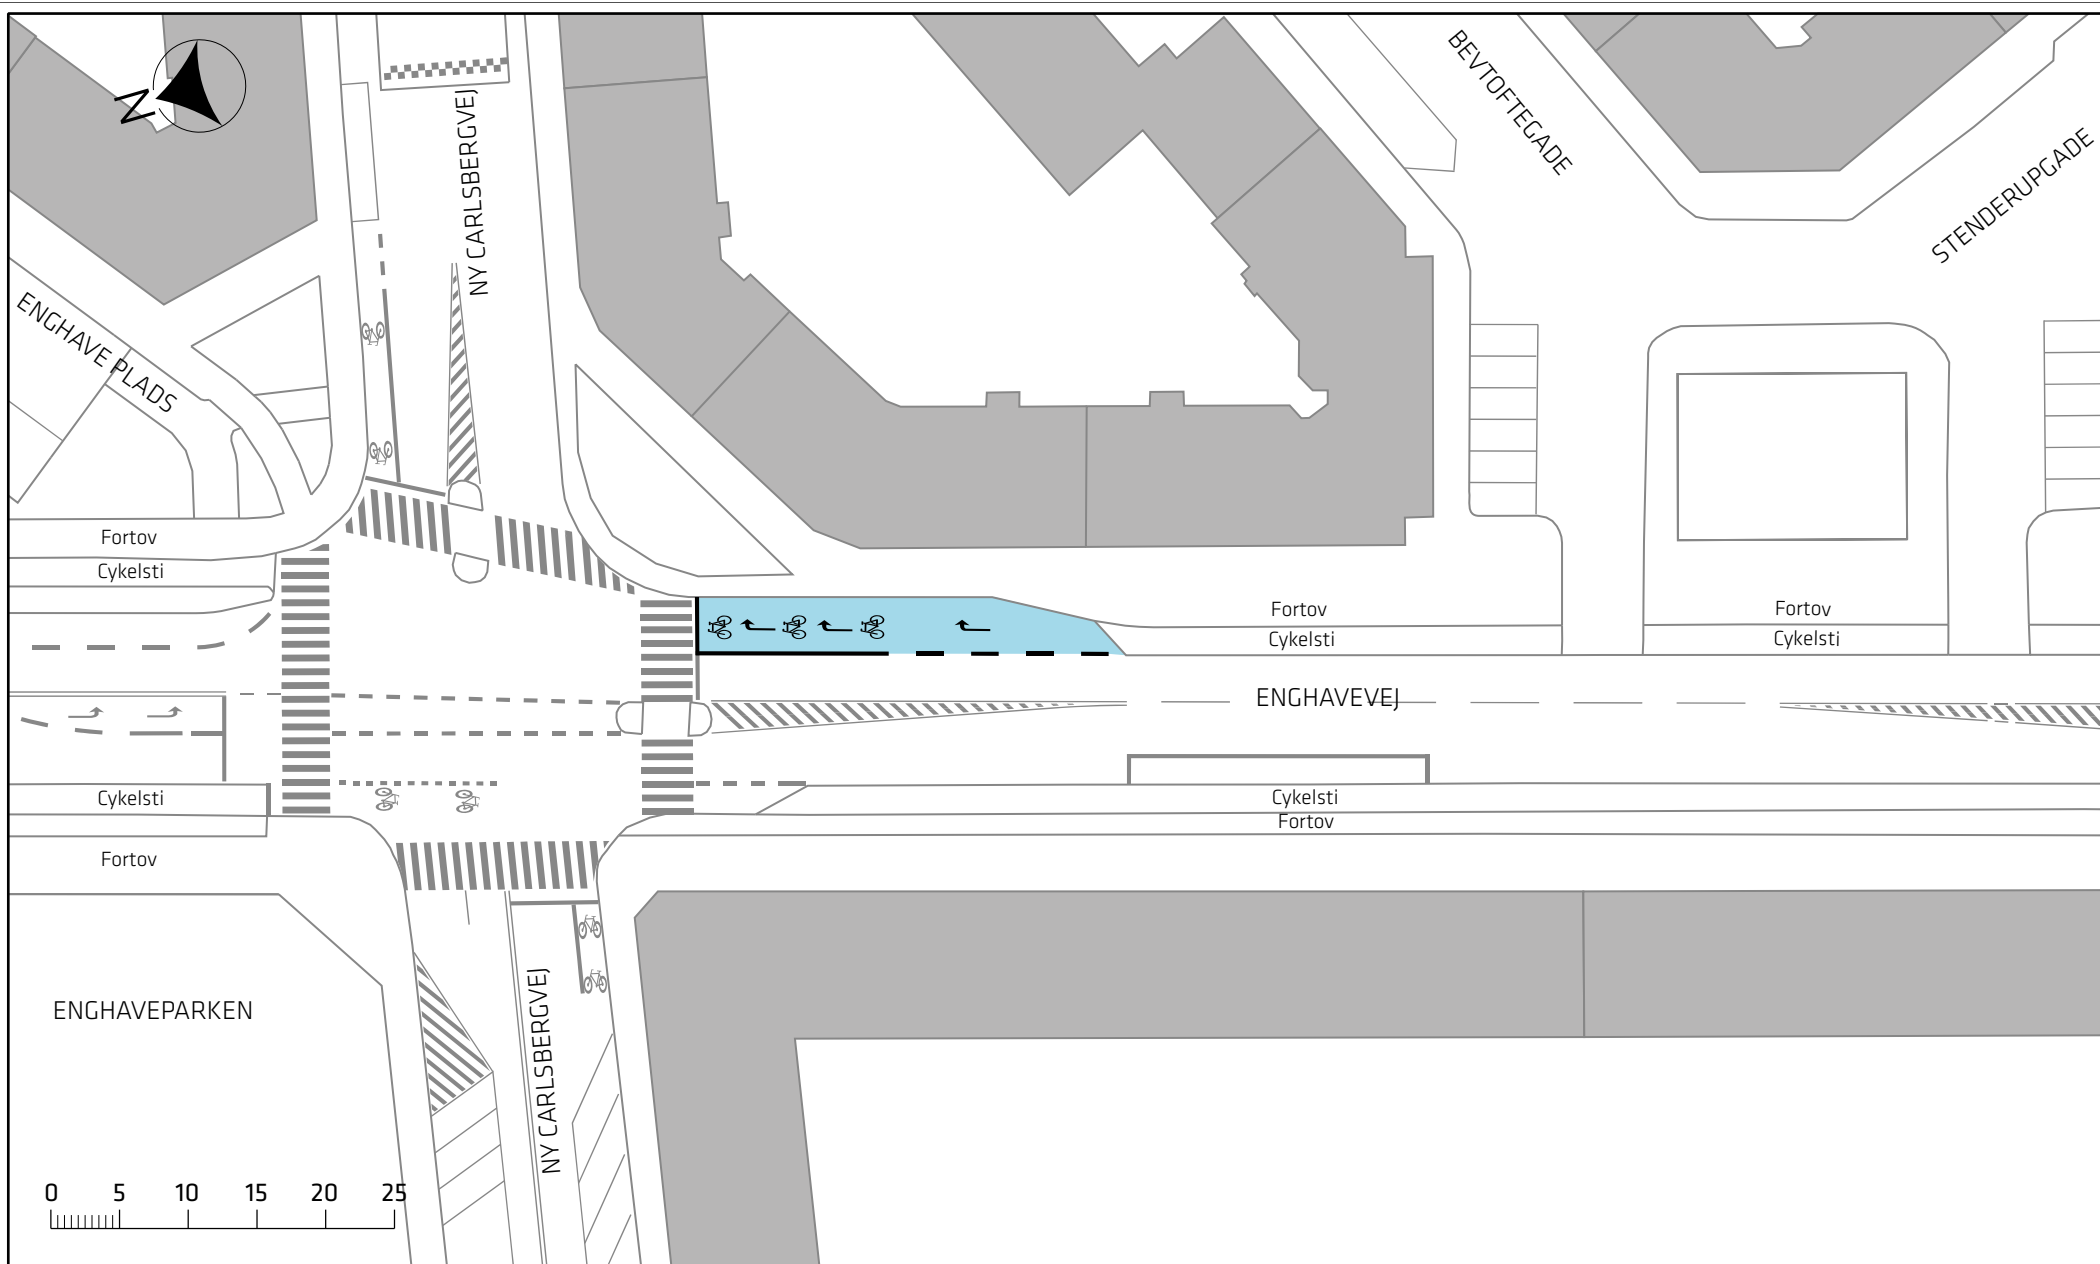 N
NY CARLSBERGVEJ
BEVTOFTEGADE
STENDERUPGADE
ENGHAVE PLADS
Fortov
Cykelsti
Fortov
Cykelsti
Fortov
Cykelsti
ENGHAVEVEJ
Cykelsti
Fortov
Cykelsti
Fortov
ENGHAVEPARKEN
NY CARLSBERGVEJ
0 5 10 15 20 25